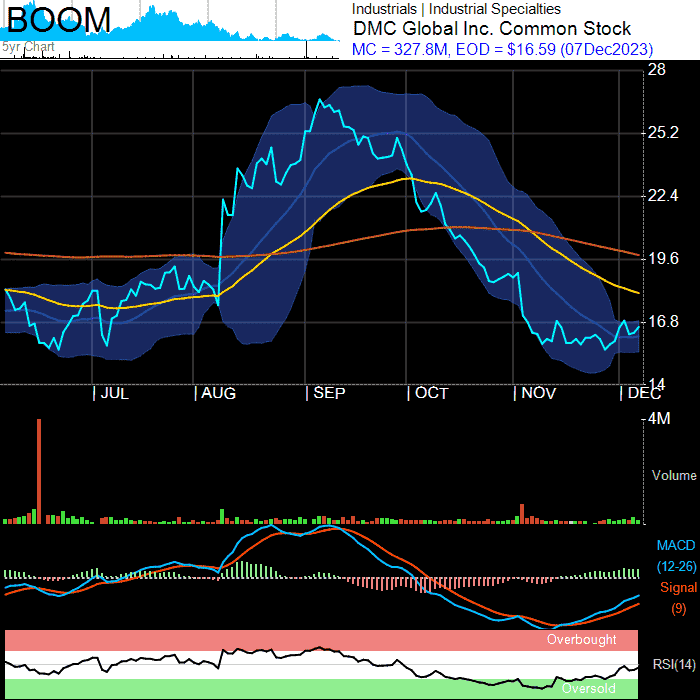 BOOM
5yr Chart
Industrials | Industrial Specialties
DMC Global Inc. Common Stock
MC = 327.8M, EOD = $16.59 (07Dec2023)
28
25.2
22.4
19.6
16.8
14
| JUL | AUG | SEP | OCT | NOV | DEC
4M
Volume
MACD
(12-26)
Signal
(9)
Overbought
RSI(14)
Oversold